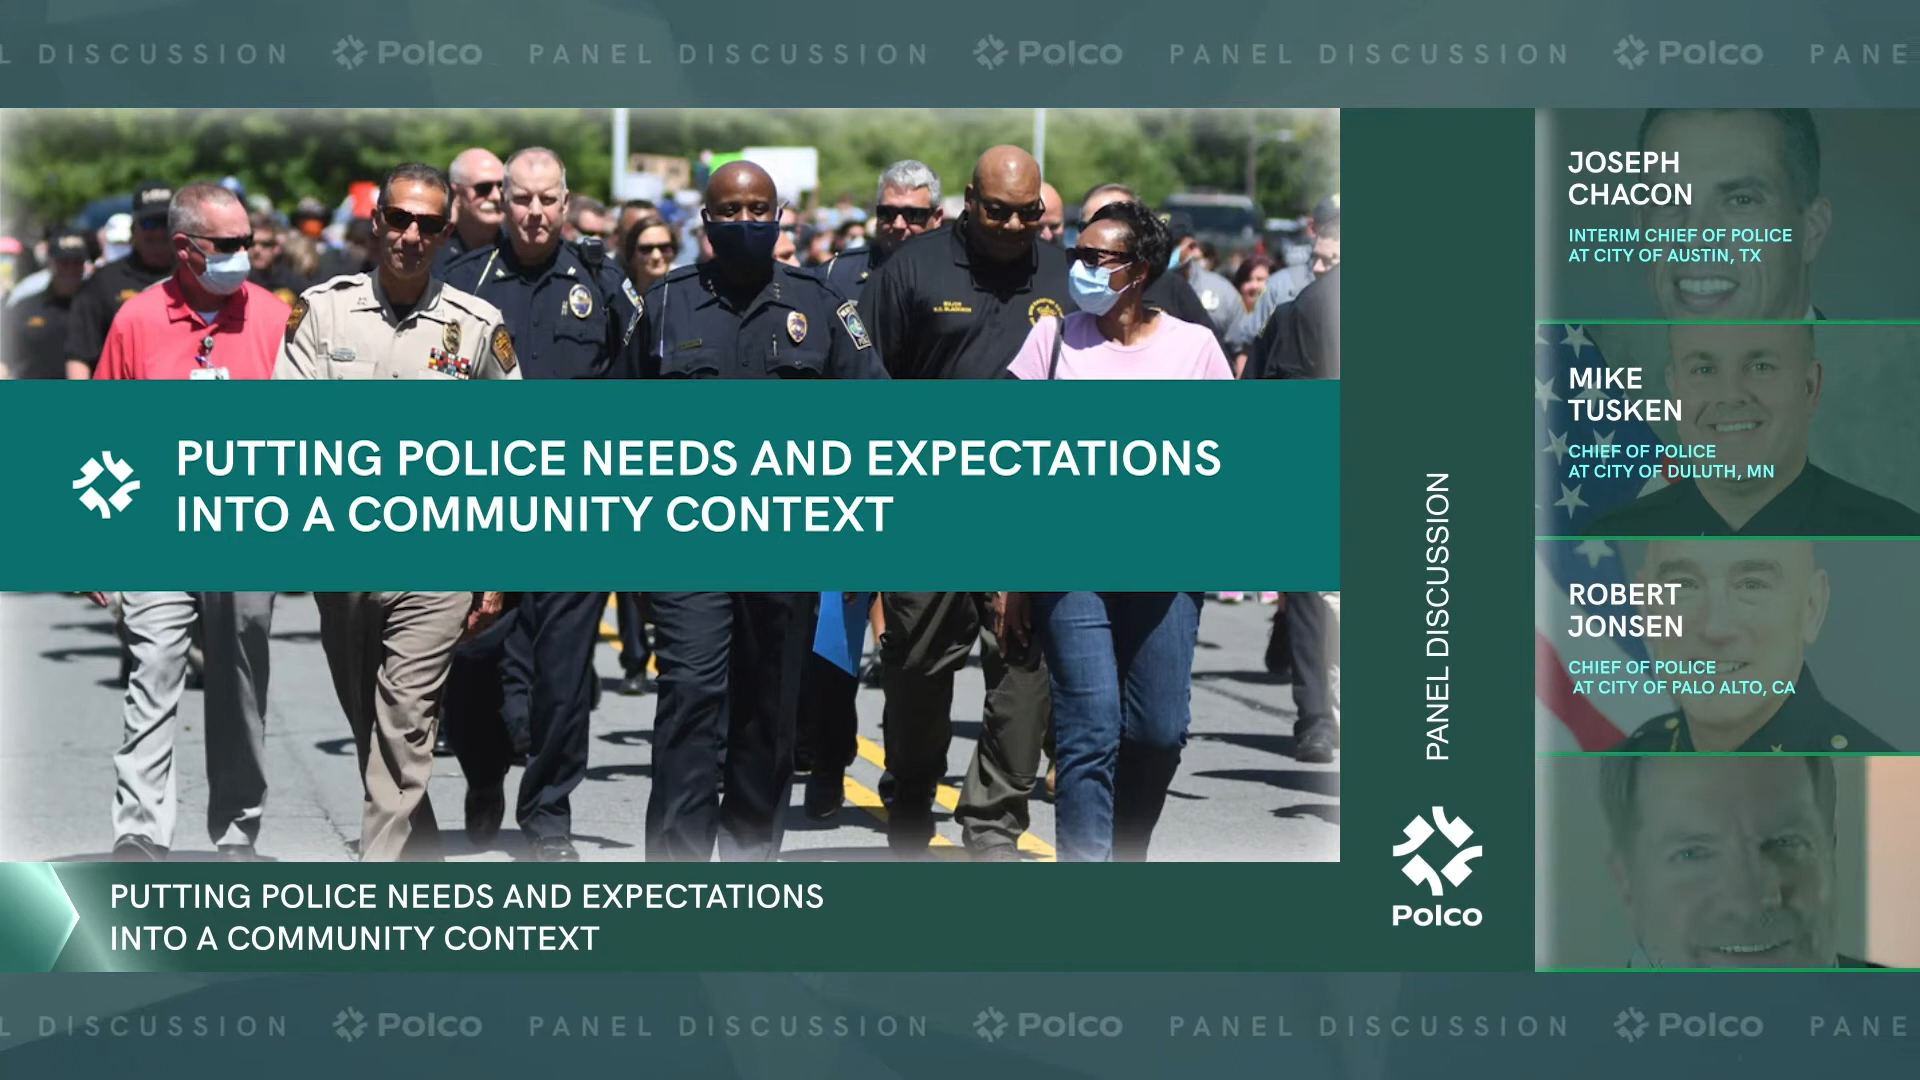 L DISCUSSION Polco PANEL DISCUSSION Polco PANEL DISCUSSION Polco PANE
PUTTING POLICE NEEDS AND EXPECTATIONS
INTO A COMMUNITY CONTEXT
PUTTING POLICE NEEDS AND EXPECTATIONS
INTO A COMMUNITY CONTEXT
PANEL DISCUSSION
Polco
JOSEPH
CHACON
INTERIM CHIEF OF POLICE
AT CITY OF AUSTIN, TX
MIKE
TUSKEN
CHIEF OF POLICE
AT CITY OF DULUTH, MN
ROBERT
JONSEN
CHIEF OF POLICE
AT CITY OF PALO ALTO, CA
L DISCUSSION Polco PANEL DISCUSSION Polco PANEL DISCUSSION Polco PANE